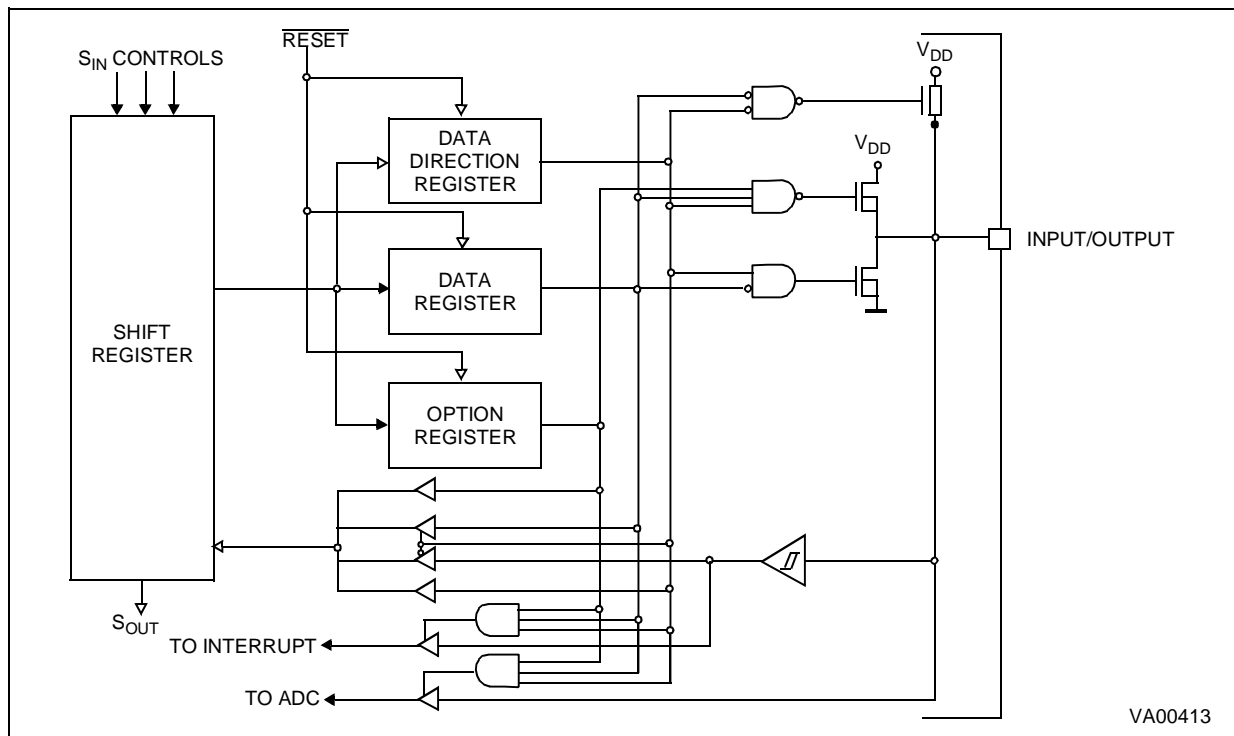 RESET
S_IN CONTROLS
V_DD
DATA
DIRECTION
REGISTER
V_DD
INPUT/OUTPUT
DATA
REGISTER
SHIFT
REGISTER
OPTION
REGISTER
S_OUT
TO INTERRUPT
TO ADC
VA00413